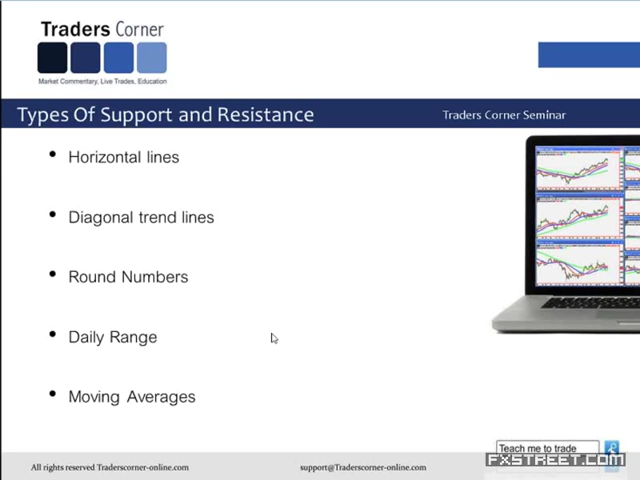 Traders Corner
Market Commentary, Live Trades, Education
Types Of Support and Resistance
Traders Corner Seminar
• Horizontal lines
• Diagonal trend lines
• Round Numbers
• Daily Range
• Moving Averages
Teach me to trade
FXSTREET.COM
All rights reserved Traderscorner-online.com
support@Traderscorner-online.com